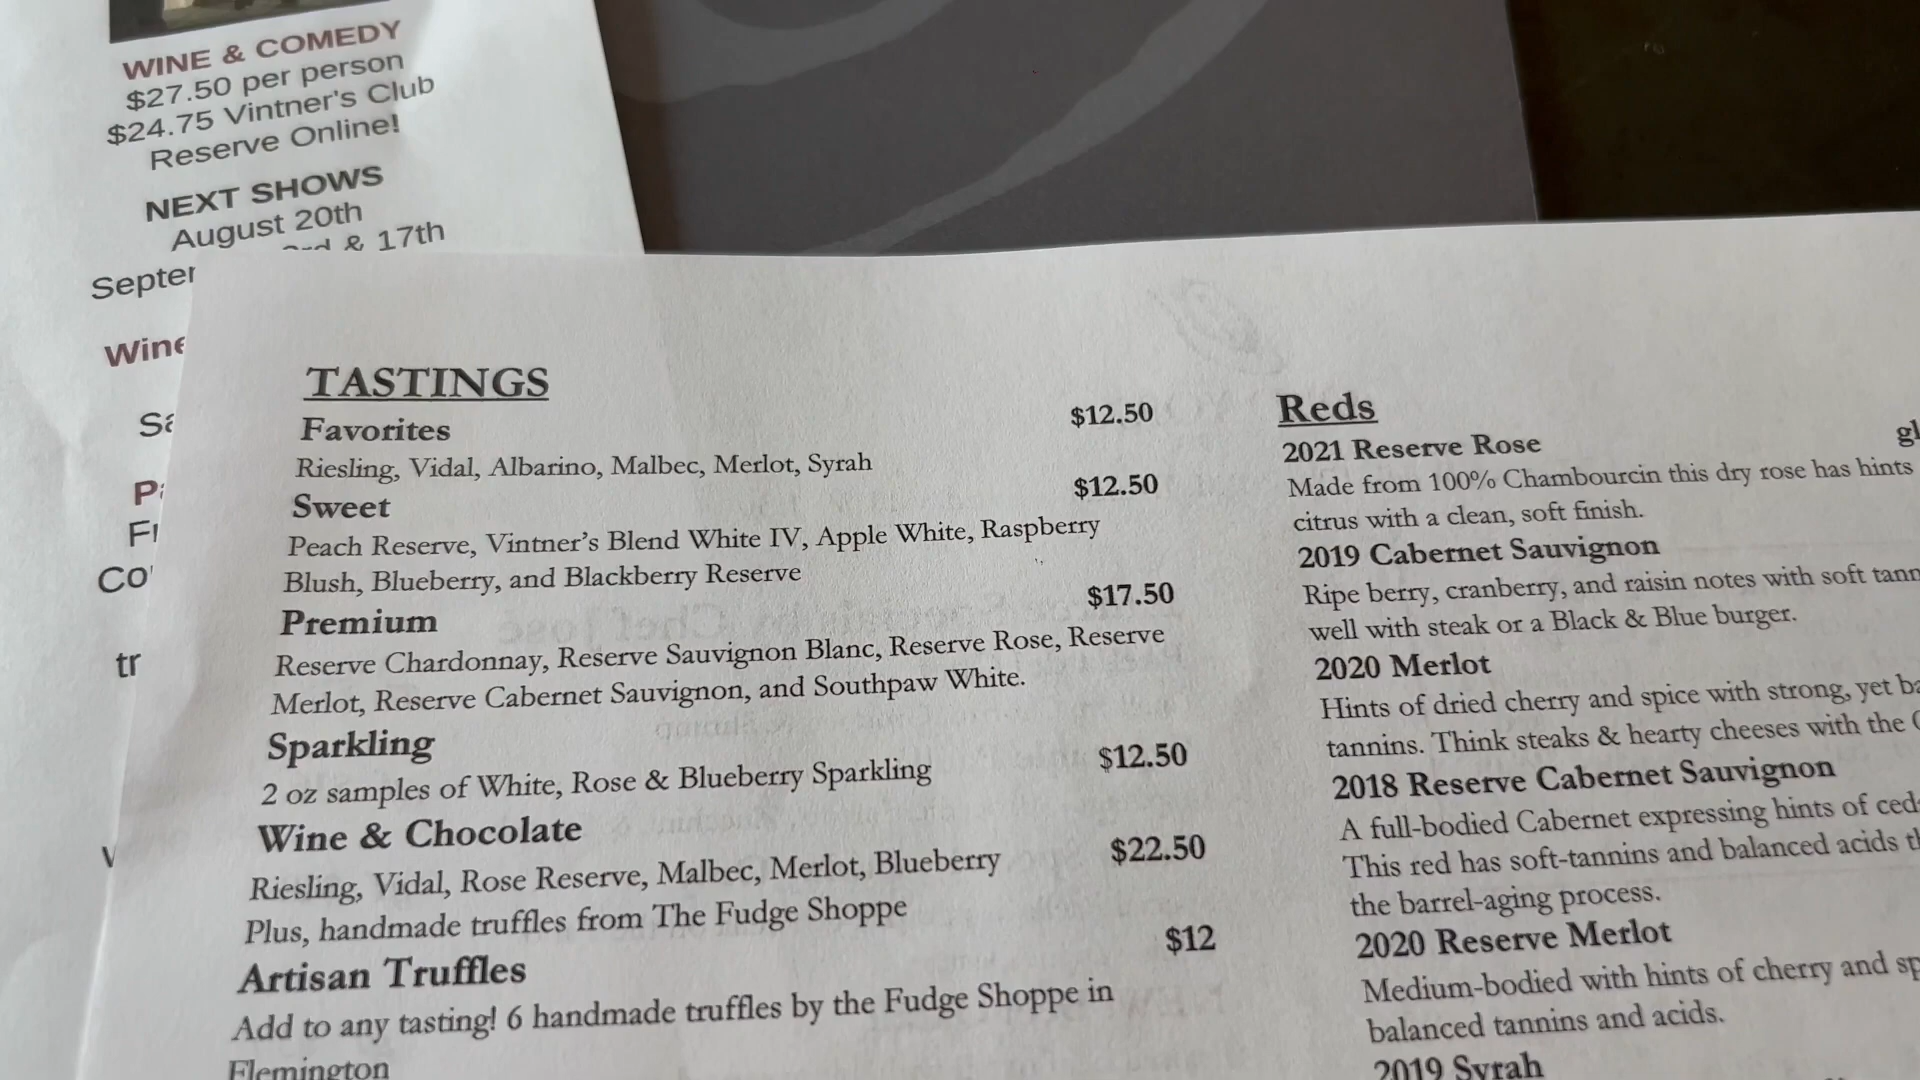 WINE & COMEDY
$27.50 per person
$24.75 Vintner's Club
Reserve Online!
NEXT SHOWS
August 20th
& 17th
TASTINGS
Favorites $12.50
Riesling, Vidal, Albarino, Malbec, Merlot, Syrah
Sweet $12.50
Peach Reserve, Vintner's Blend White IV, Apple White, Raspberry
Blush, Blueberry, and Blackberry Reserve
Premium $17.50
Reserve Chardonnay, Reserve Sauvignon Blanc, Reserve Rose, Reserve
Merlot, Reserve Cabernet Sauvignon, and Southpaw White.
Sparkling $12.50
2 oz samples of White, Rose & Blueberry Sparkling
Wine & Chocolate $22.50
Riesling, Vidal, Rose Reserve, Malbec, Merlot, Blueberry
Plus, handmade truffles from The Fudge Shoppe
Artisan Truffles $12
Add to any tasting! 6 handmade truffles by the Fudge Shoppe in
Flemington
Reds
2021 Reserve Rose
Made from 100% Chambourcin this dry rose has hints
citrus with a clean, soft finish.
2019 Cabernet Sauvignon
Ripe berry, cranberry, and raisin notes with soft
well with steak or a Black & Blue burger.
2020 Merlot
Hints of dried cherry and spice with strong, yet
tannins. Think steaks & hearty cheeses with the
2018 Reserve Cabernet Sauvignon
A full-bodied Cabernet expressing hints of
This red has soft-tannins and balanced acids
the barrel-aging process.
2020 Reserve Merlot
Medium-bodied with hints of cherry and
balanced tannins and acids.
2019 Syrah